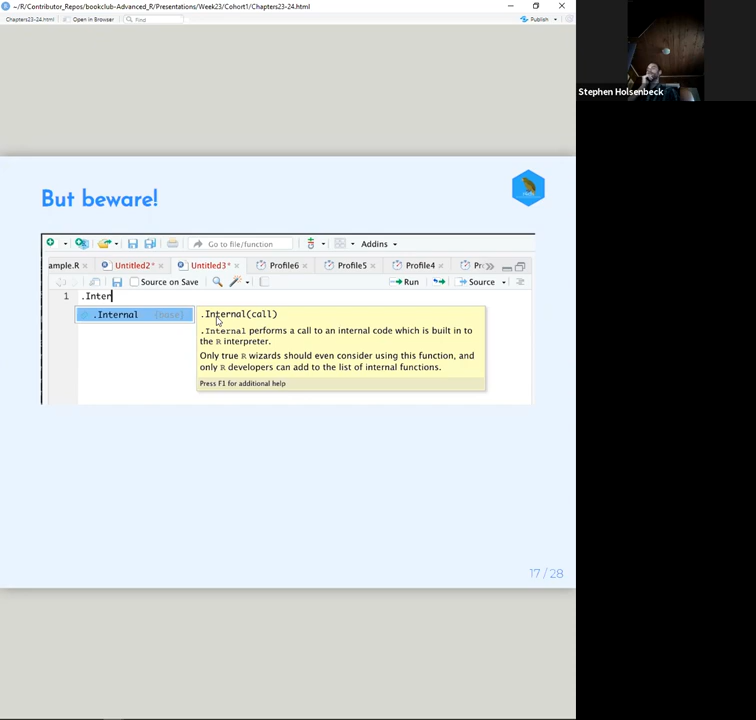 ~/R/Contributor_Repos/bookclub-Advanced_R/Presentations/Week23/Cohort1/Chapters23-24.html
Chapters23-24.html Open in Browser Find Publish
Stephen Holsenbeck
But beware!
Go to file/function Addins
ample.R Untitled2* Untitled3* Profile6 Profile5 Profile4
Source on Save Run Source
1 .Inter
.Internal {base}
.Internal(call)
.Internal performs a call to an internal code which is built in to
the R interpreter.
Only true R wizards should even consider using this function, and
only R developers can add to the list of internal functions.
Press F1 for additional help
17 / 28